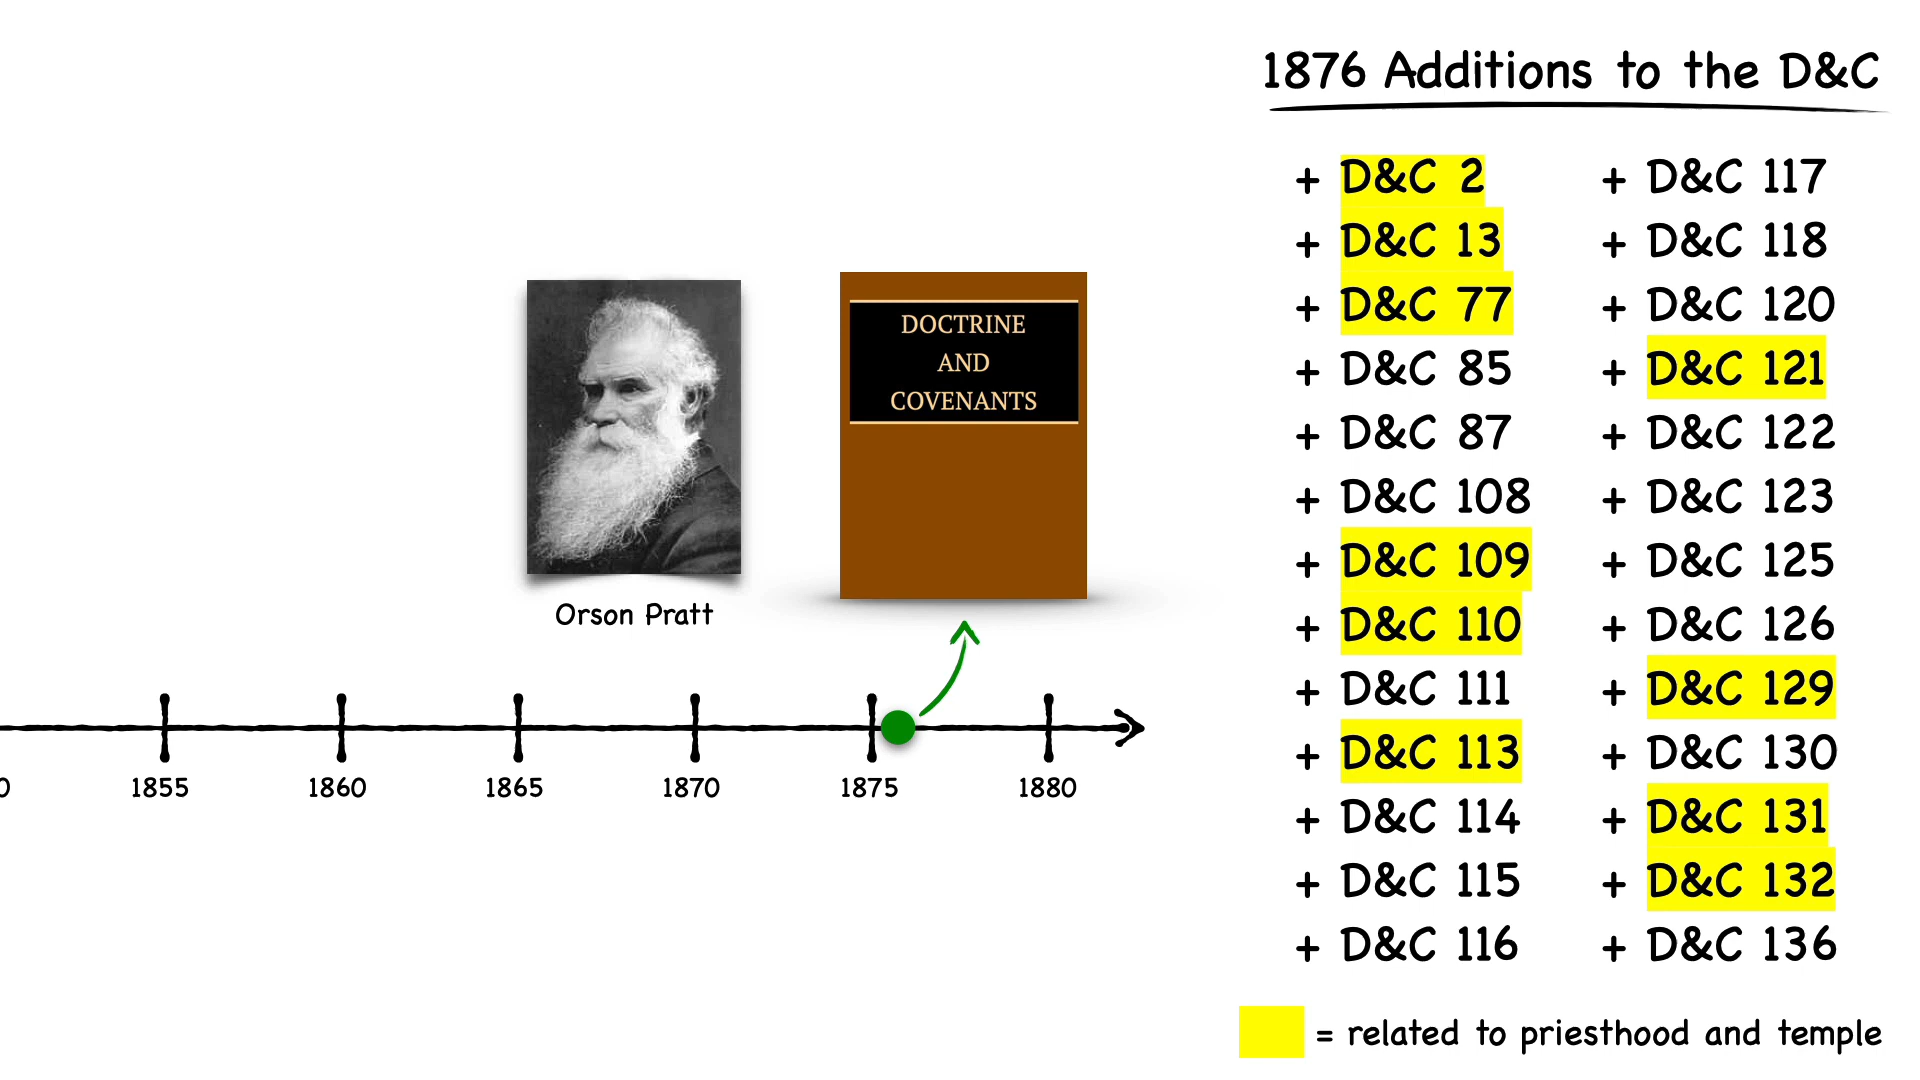 1876 Additions to the D&C
+ D&C 2
+ D&C 13
+ D&C 77
+ D&C 85
+ D&C 87
+ D&C 108
+ D&C 109
+ D&C 110
+ D&C 111
+ D&C 113
+ D&C 114
+ D&C 115
+ D&C 116
+ D&C 117
+ D&C 118
+ D&C 120
+ D&C 121
+ D&C 122
+ D&C 123
+ D&C 125
+ D&C 126
+ D&C 129
+ D&C 130
+ D&C 131
+ D&C 132
+ D&C 136
= related to priesthood and temple
DOCTRINE
AND
COVENANTS
Orson Pratt
0 1855 1860 1865 1870 1875 1880